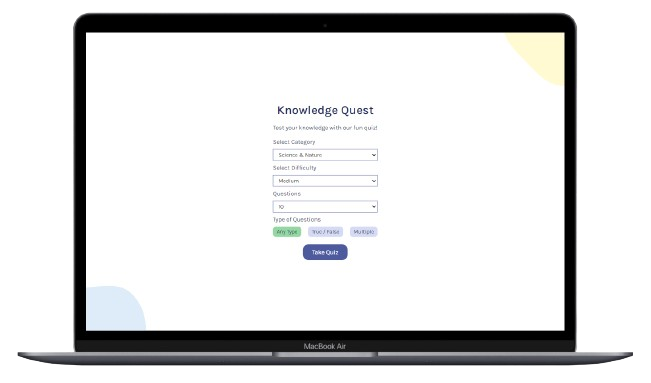 Knowledge Quest
Test your knowledge with our fun quiz!
Select Category
Science & Nature
Select Difficulty
Medium
Questions
10
Type of Questions
Any Type True / False Multiple
Take Quiz
MacBook Air